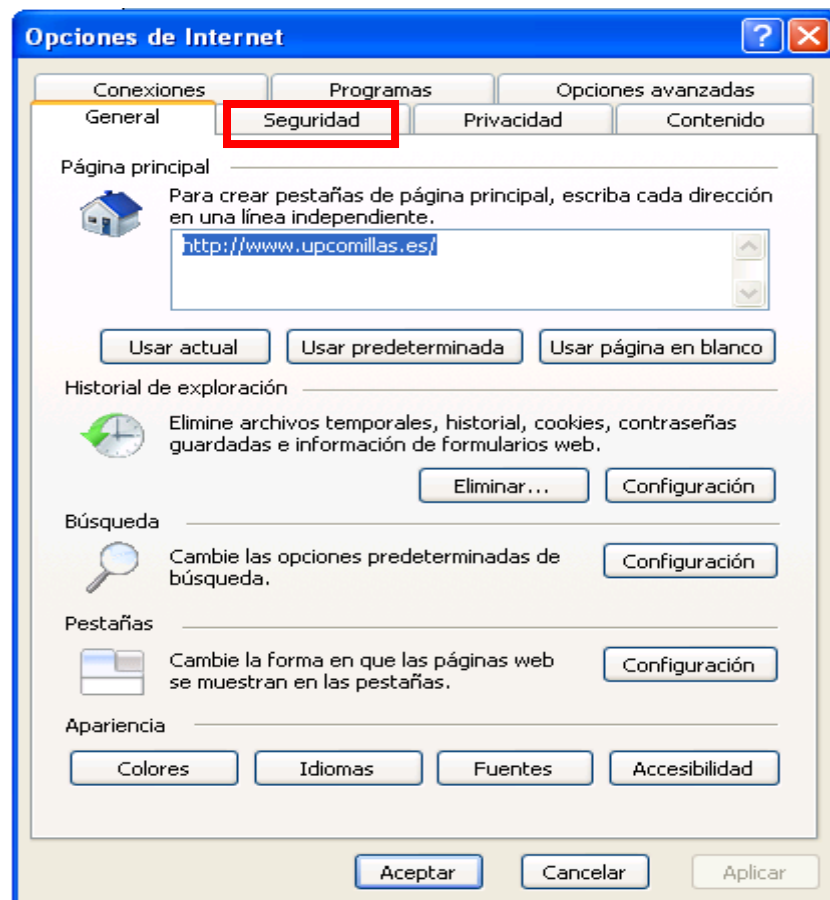 Opciones de Internet
Conexiones Programas Opciones avanzadas
General Seguridad Privacidad Contenido
Página principal
Para crear pestañas de página principal, escriba cada dirección
en una línea independiente.
http://www.upcomillas.es/
Usar actual Usar predeterminada Usar página en blanco
Historial de exploración
Elimine archivos temporales, historial, cookies, contraseñas
guardadas e información de formularios web.
Eliminar... Configuración
Búsqueda
Cambie las opciones predeterminadas de
búsqueda.
Configuración
Pestañas
Cambie la forma en que las páginas web
se muestran en las pestañas.
Configuración
Apariencia
Colores Idiomas Fuentes Accesibilidad
Aceptar Cancelar Aplicar